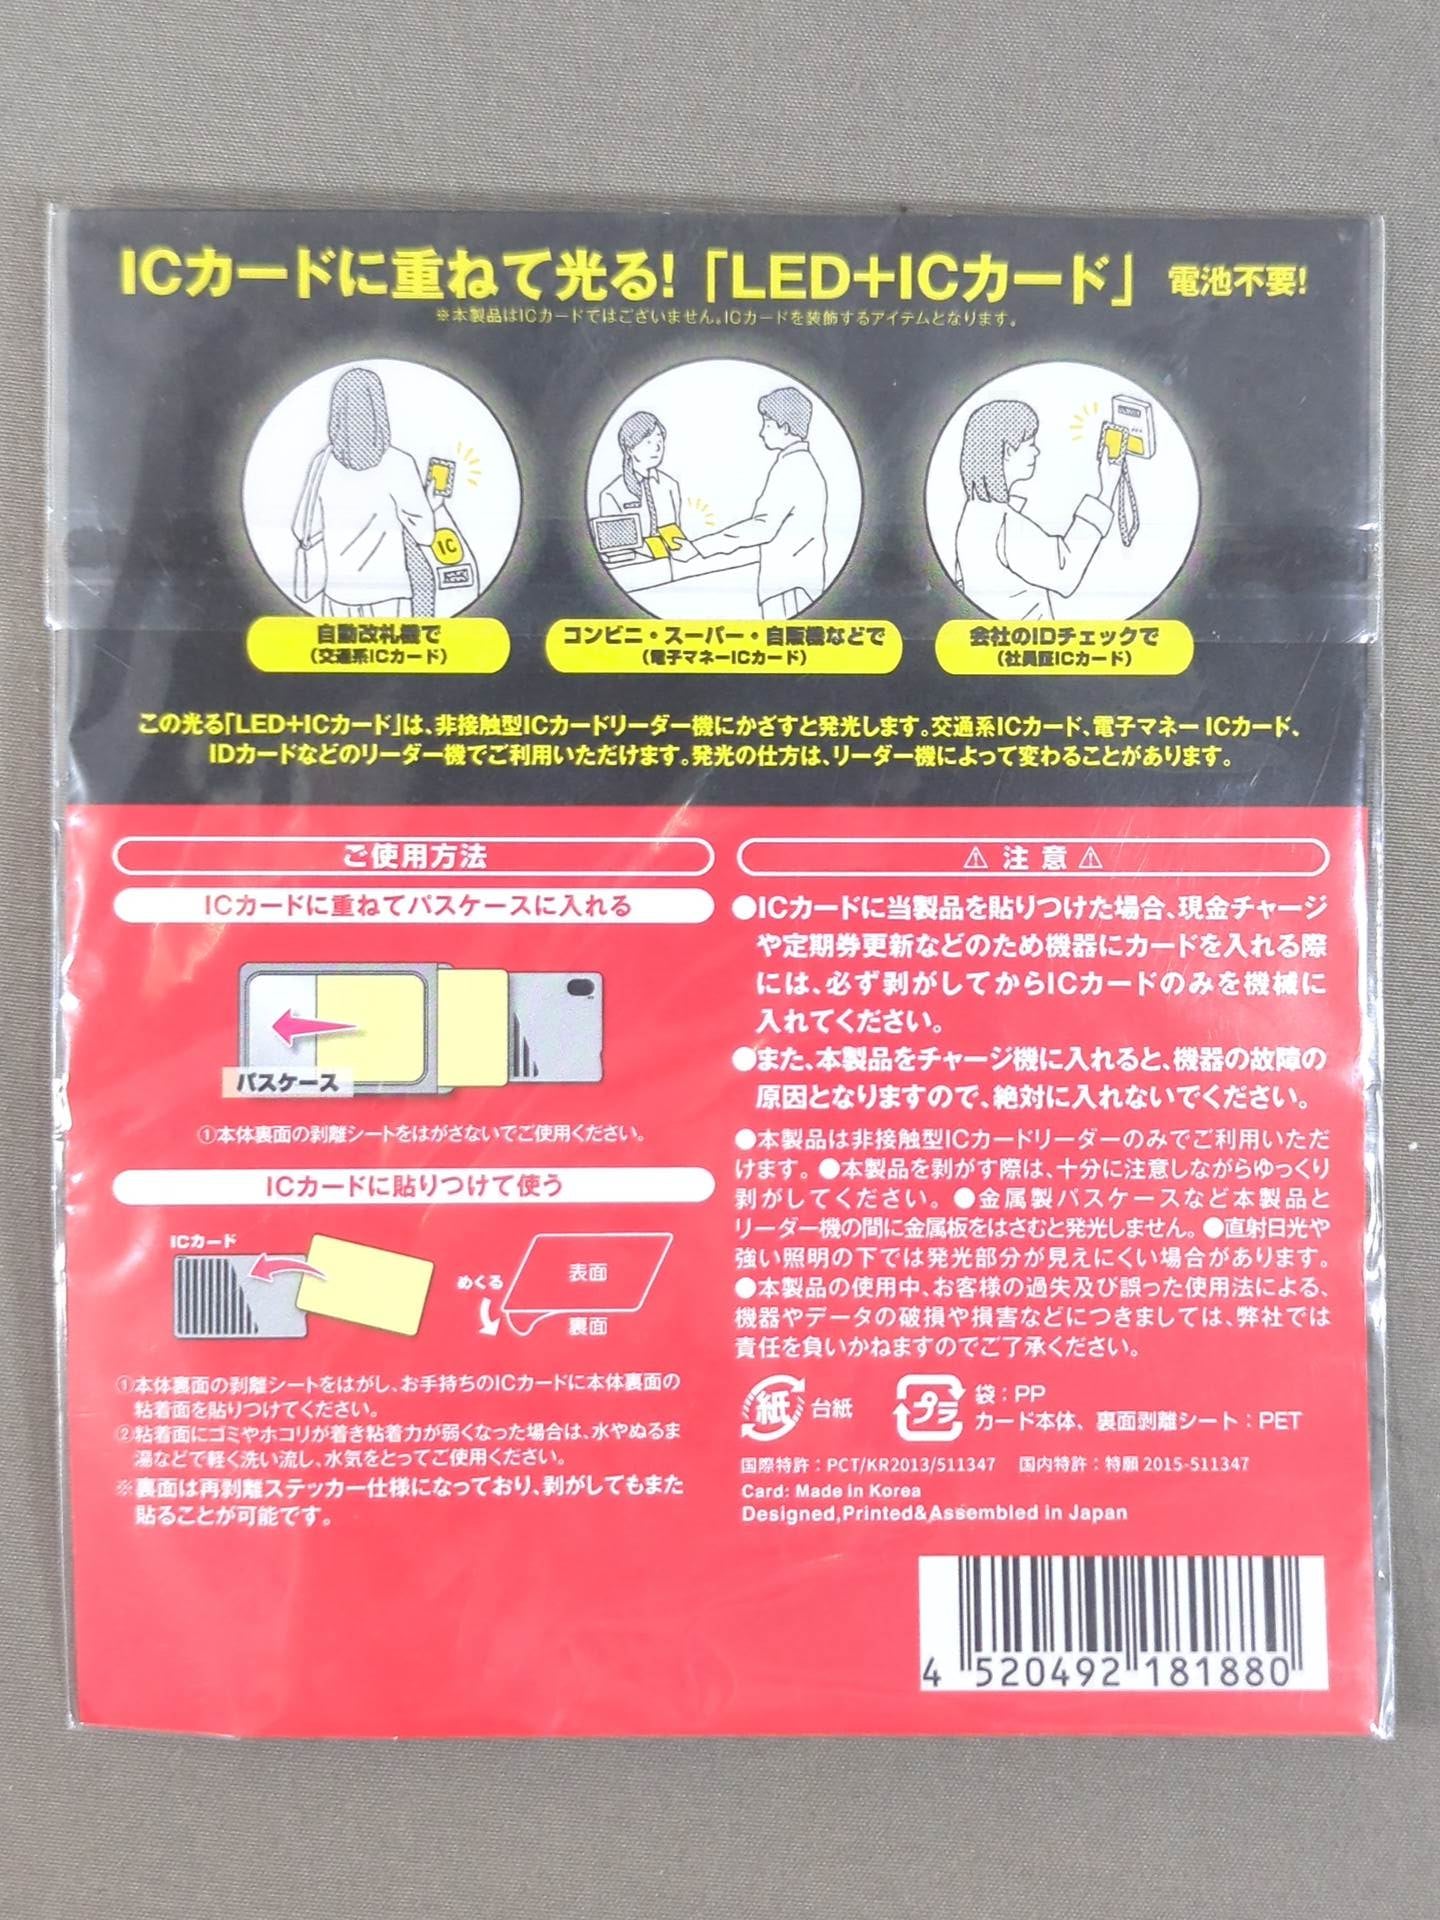 ICカードに重ねて光る!「LED+ICカード」 電池不要!
※本製品はICカードではございません。ICカードを装飾するアイテムとなります。
IC
自動改札機で
(交通系ICカード)
コンビニ・スーパー・自販機などで
(電子マネーICカード)
会社のIDチェックで
(社員証ICカード)
この光る「LED+ICカード」は、非接触型ICカードリーダー機にかざすと発光します。交通系ICカード、電子マネー ICカード、
IDカードなどのリーダー機でご利用いただけます。発光の仕方は、リーダー機によって変わることがあります。
ご使用方法
ICカードに重ねてパスケースに入れる
パスケース
①本体裏面の剥離シートをはがさないでご使用ください。
ICカードに貼りつけて使う
ICカード
めくる
表面
裏面
①本体裏面の剥離シートをはがし、お手持ちのICカードに本体裏面の
粘着面を貼りつけてください。
②粘着面にゴミやホコリが着き粘着力が弱くなった場合は、水やぬるま
湯などで軽く洗い流し、水気をとってご使用ください。
※裏面は再剥離ステッカー仕様になっており、剥がしてもまた
貼ることが可能です。
⚠ 注意 ⚠
●ICカードに当製品を貼りつけた場合、現金チャージ
や定期券更新などのため機器にカードを入れる際
には、必ず剥がしてからICカードのみを機械に
入れてください。
●また、本製品をチャージ機に入れると、機器の故障の
原因となりますので、絶対に入れないでください。
●本製品は非接触型ICカードリーダーのみでご利用いただ
けます。●本製品を剥がす際は、十分に注意しながらゆっくり
剥がしてください。●金属製パスケースなど本製品と
リーダー機の間に金属板をはさむと発光しません。●直射日光や
強い照明の下では発光部分が見えにくい場合があります。
●本製品の使用中、お客様の過失及び誤った使用法による、
機器やデータの破損や損害などにつきましては、弊社では
責任を負いかねますのでご了承ください。
紙 台紙
プラ 袋:PP
カード本体、裏面剥離シート:PET
国際特許:PCT/KR2013/511347 国内特許:特願 2015-511347
Card: Made in Korea
Designed,Printed&Assembled in Japan
4 520492 181880